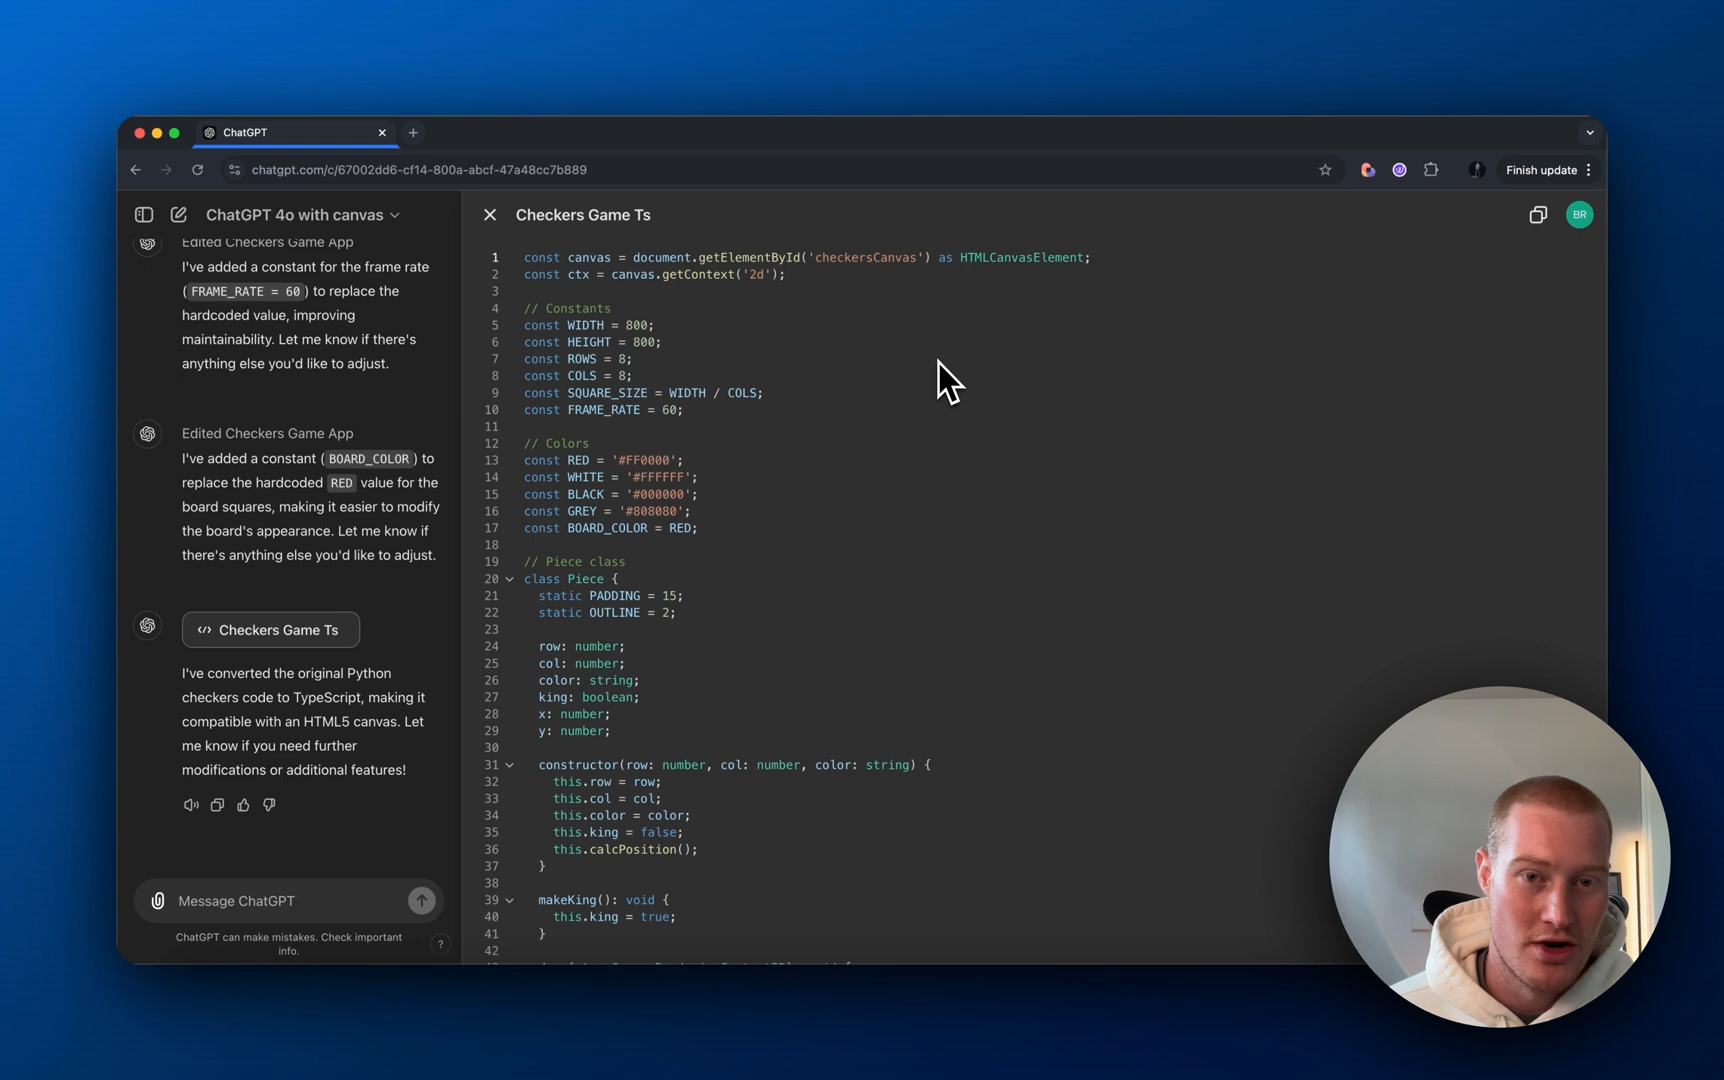 ChatGPT
chatgpt.com/c/67002dd6-cf14-800a-abcf-47a48cc7b889
Finish update
ChatGPT 4o with canvas
Edited Checkers Game App
I've added a constant for the frame rate
(FRAME_RATE = 60) to replace the
hardcoded value, improving
maintainability. Let me know if there's
anything else you'd like to adjust.
Edited Checkers Game App
I've added a constant (BOARD_COLOR) to
replace the hardcoded RED value for the
board squares, making it easier to modify
the board's appearance. Let me know if
there's anything else you'd like to adjust.
Checkers Game Ts
I've converted the original Python
checkers code to TypeScript, making it
compatible with an HTML5 canvas. Let
me know if you need further
modifications or additional features!
Message ChatGPT
ChatGPT can make mistakes. Check important
info.
?
Checkers Game Ts
BR
1 const canvas = document.getElementById('checkersCanvas') as HTMLCanvasElement;
2 const ctx = canvas.getContext('2d');
3
4 // Constants
5 const WIDTH = 800;
6 const HEIGHT = 800;
7 const ROWS = 8;
8 const COLS = 8;
9 const SQUARE_SIZE = WIDTH / COLS;
10 const FRAME_RATE = 60;
11
12 // Colors
13 const RED = '#FF0000';
14 const WHITE = '#FFFFFF';
15 const BLACK = '#000000';
16 const GREY = '#808080';
17 const BOARD_COLOR = RED;
18
19 // Piece class
20 class Piece {
21 static PADDING = 15;
22 static OUTLINE = 2;
23
24 row: number;
25 col: number;
26 color: string;
27 king: boolean;
28 x: number;
29 y: number;
30
31 constructor(row: number, col: number, color: string) {
32 this.row = row;
33 this.col = col;
34 this.color = color;
35 this.king = false;
36 this.calcPosition();
37 }
38
39 makeKing(): void {
40 this.king = true;
41 }
42